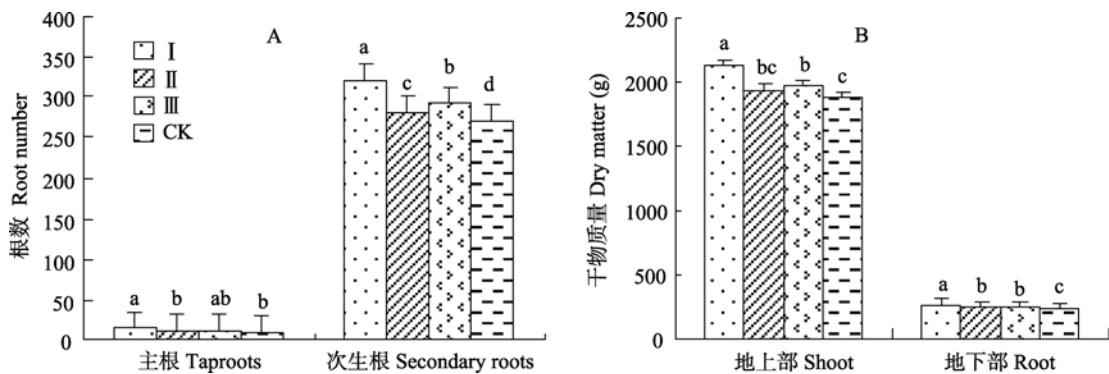 A
根数 Root number
400
350
300
250
200
150
100
50
0
I
II
III
CK
a
b
ab
b
a
c
b
d
主根 Taproots
次生根 Secondary roots
B
干物质量 Dry matter (g)
2500
2000
1500
1000
500
0
a
bc
b
c
a
b
b
c
地上部 Shoot
地下部 Root